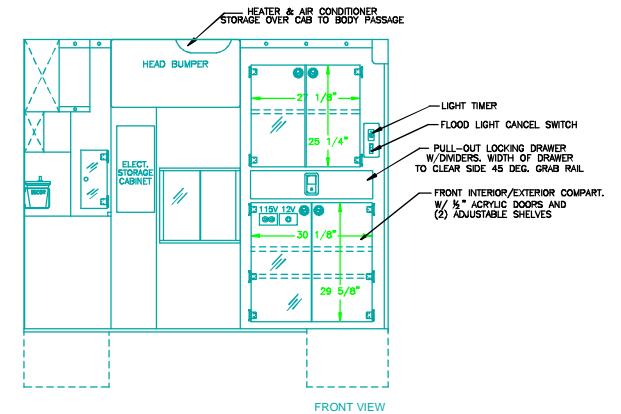 HEATER & AIR CONDITIONER
STORAGE OVER CAB TO BODY PASSAGE
HEAD BUMPER
27 1/8"
LIGHT TIMER
FLOOD LIGHT CANCEL SWITCH
25 1/4"
PULL-OUT LOCKING DRAWER
W/DIVIDERS. WIDTH OF DRAWER
TO CLEAR SIDE 45 DEG. GRAB RAIL
ELECT.
STORAGE
CABINET
FRONT INTERIOR/EXTERIOR COMPART.
W/ ½" ACRYLIC DOORS AND
(2) ADJUSTABLE SHELVES
115V 12V
30 1/8"
29 5/8"
FRONT VIEW